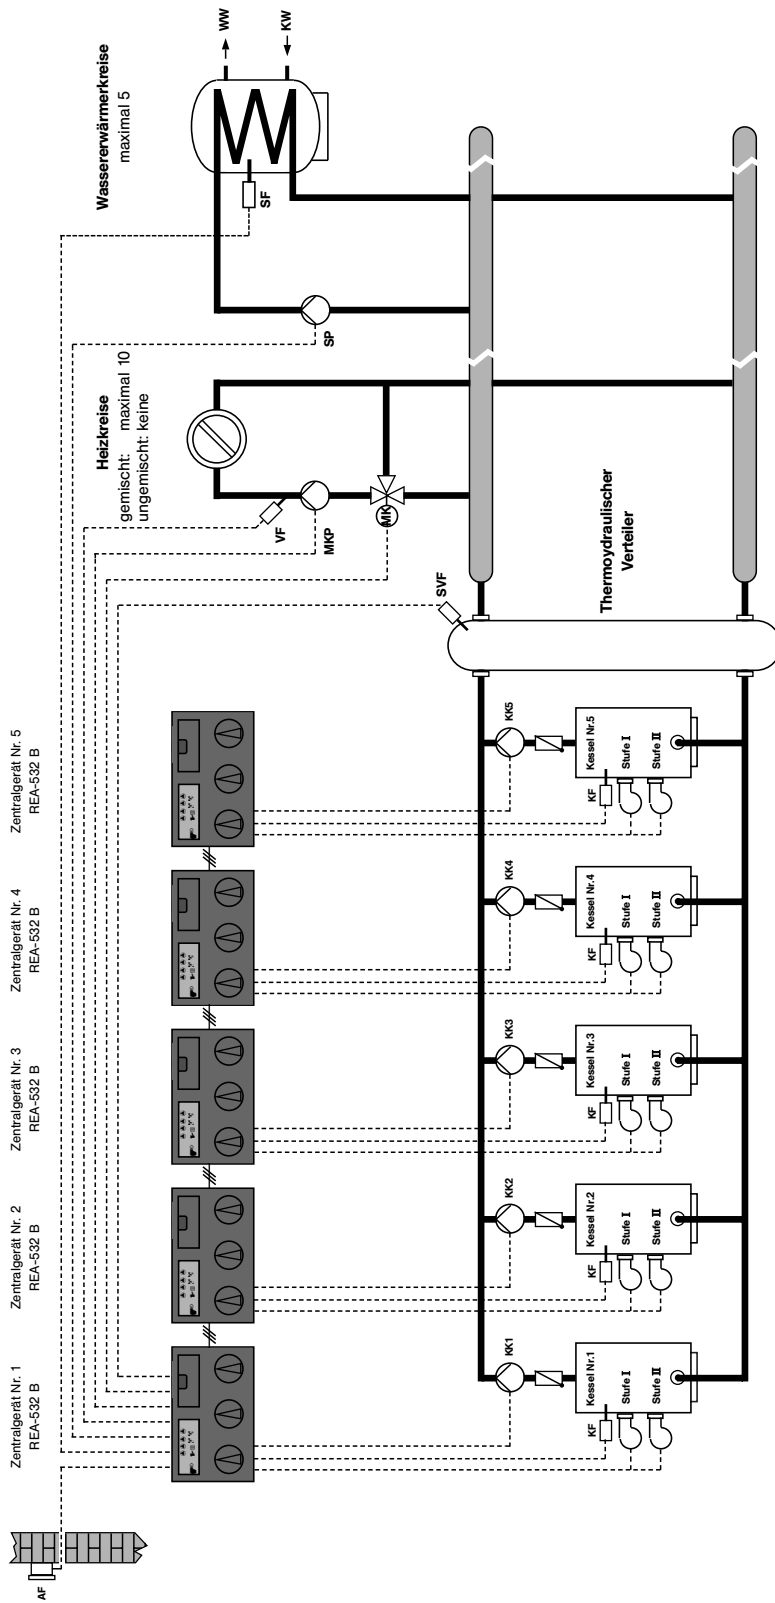 Wassererwärmerkreise
maximal 5
WW
KW
SF
SP
Heizkreise
gemischt: maximal 10
ungemischt: keine
VF
MKP
MK
SVF
Thermoydraulischer
Verteiler
Zentralgerät Nr. 1
REA-532 B
Zentralgerät Nr. 2
REA-532 B
Zentralgerät Nr. 3
REA-532 B
Zentralgerät Nr. 4
REA-532 B
Zentralgerät Nr. 5
REA-532 B
AF
KK1
KF
Kessel Nr.1
Stufe I
Stufe II
KK2
KF
Kessel Nr.2
Stufe I
Stufe II
KK3
KF
Kessel Nr.3
Stufe I
Stufe II
KK4
KF
Kessel Nr.4
Stufe I
Stufe II
KK5
KF
Kessel Nr.5
Stufe I
Stufe II